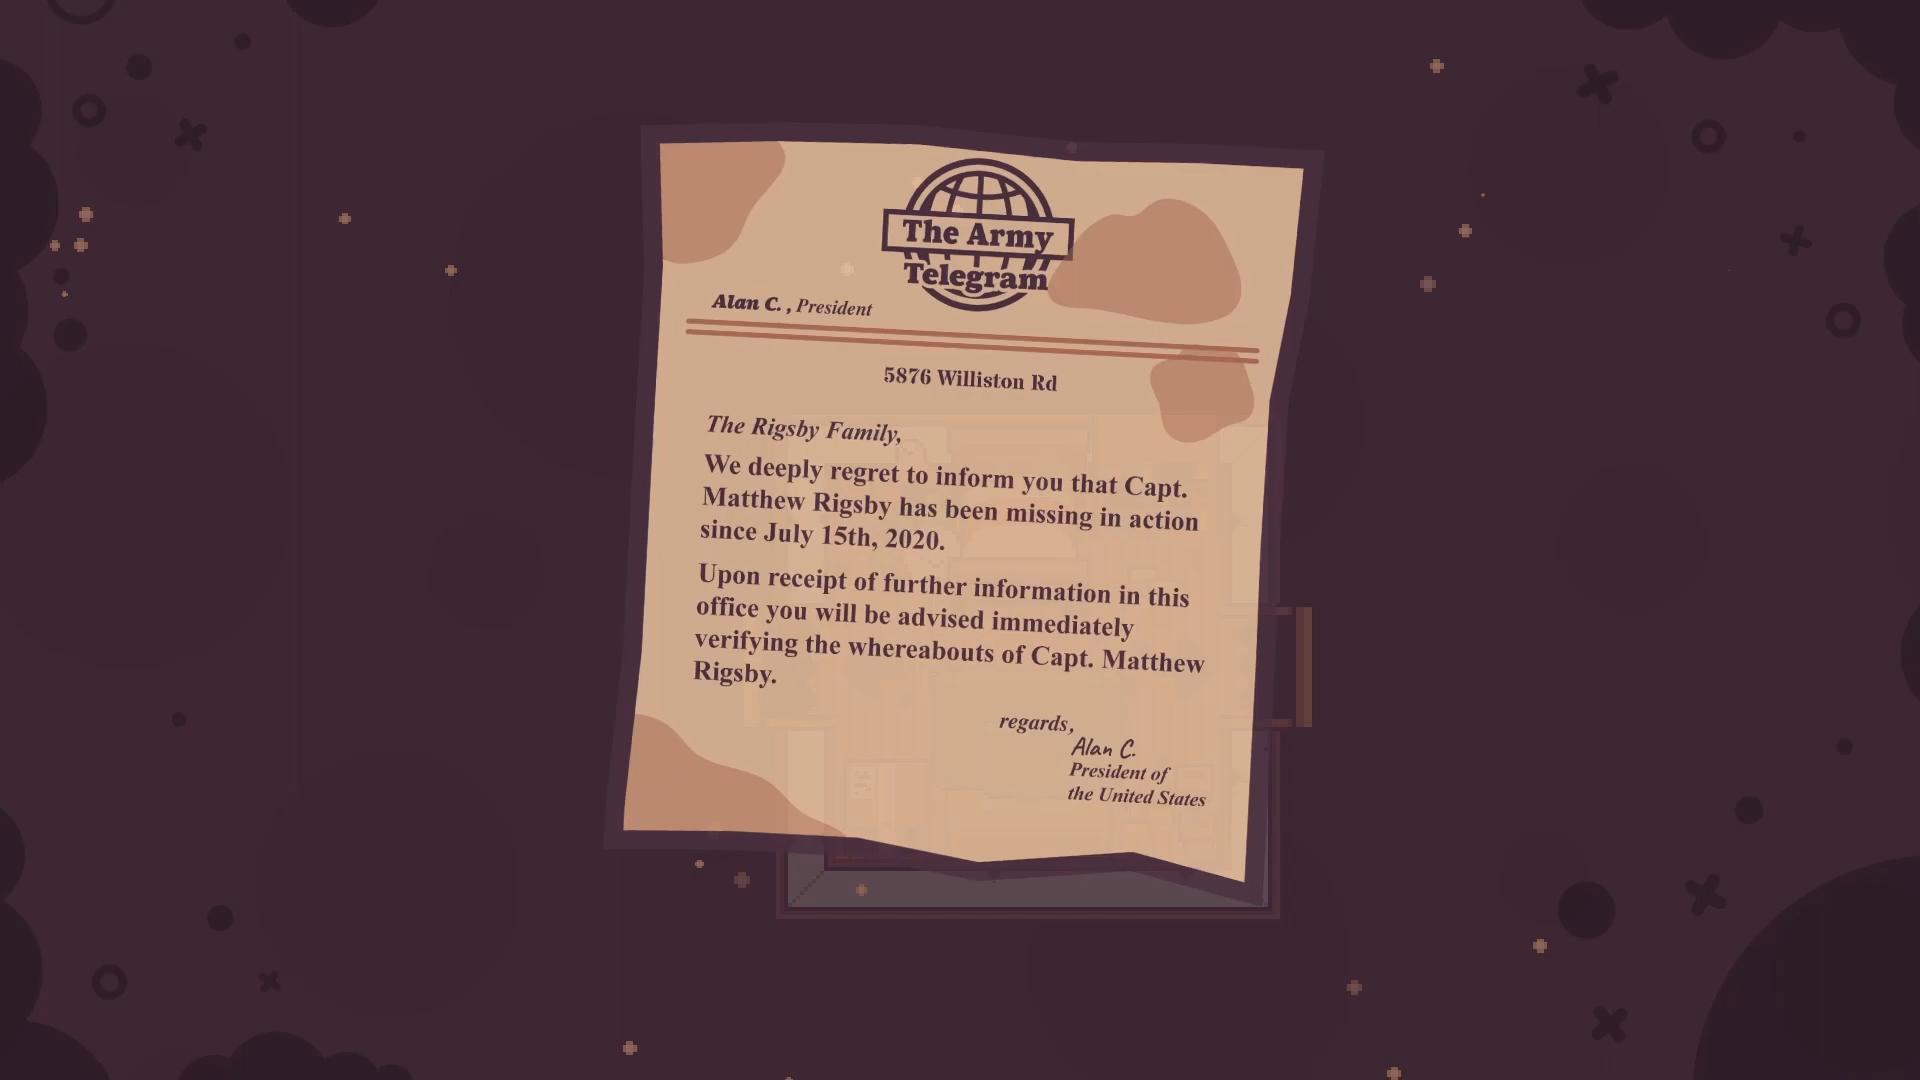 The Army
Telegram
Alan C. , President
5876 Williston Rd
The Rigsby Family,
We deeply regret to inform you that Capt.
Matthew Rigsby has been missing in action
since July 15th, 2020.
Upon receipt of further information in this
office you will be advised immediately
verifying the whereabouts of Capt. Matthew
Rigsby.
regards,
Alan C.
President of
the United States